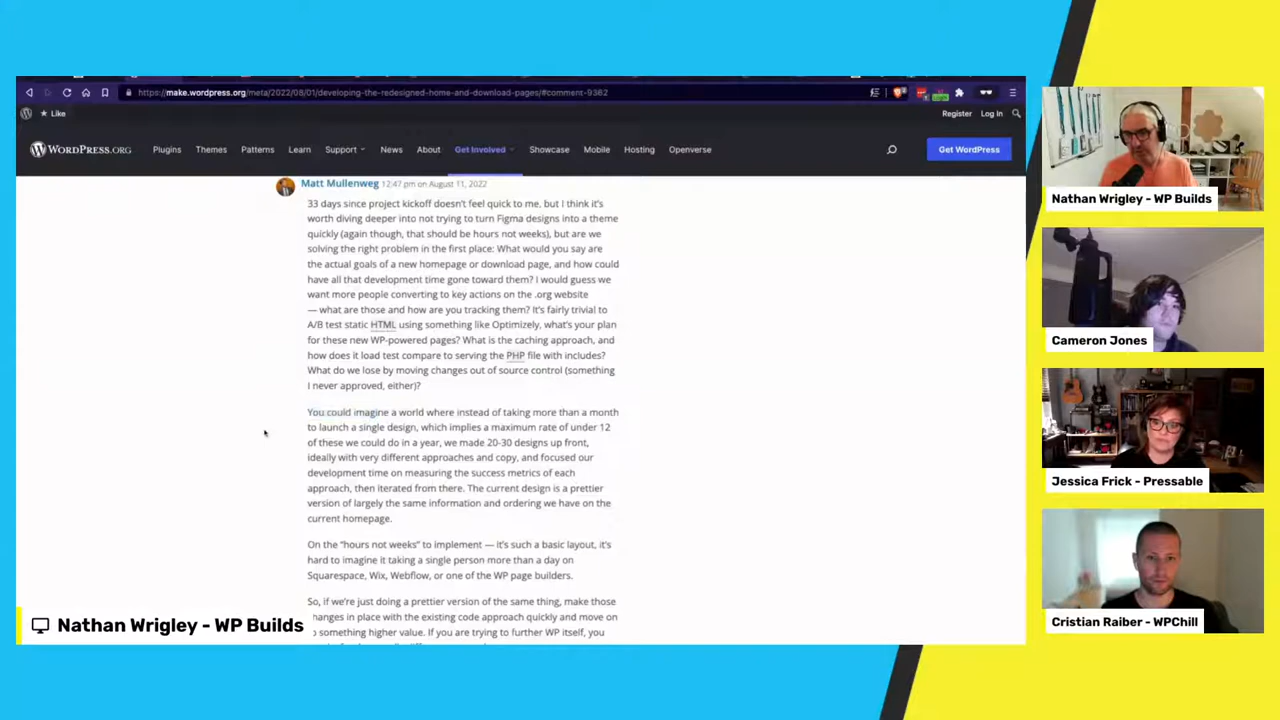 https://make.wordpress.org/meta/2022/08/01/developing-the-redesigned-home-and-download-pages/#comment-9362
Like
Register
Log In
WORDPRESS.ORG
Plugins
Themes
Patterns
Learn
Support
News
About
Get Involved
Showcase
Mobile
Hosting
Openverse
Get WordPress
Matt Mullenweg 12:47 pm on August 11, 2022
33 days since project kickoff doesn't feel quick to me, but I think it's
worth diving deeper into not trying to turn Figma designs into a theme
quickly (again though, that should be hours not weeks), but are we
solving the right problem in the first place: What would you say are
the actual goals of a new homepage or download page, and how could
have all that development time gone toward them? I would guess we
want more people converting to key actions on the .org website
— what are those and how are you tracking them? It's fairly trivial to
A/B test static HTML using something like Optimizely, what's your plan
for these new WP-powered pages? What is the caching approach, and
how does it load test compare to serving the PHP file with includes?
What do we lose by moving changes out of source control (something
I never approved, either)?
You could imagine a world where instead of taking more than a month
to launch a single design, which implies a maximum rate of under 12
of these we could do in a year, we made 20-30 designs up front,
ideally with very different approaches and copy, and focused our
development time on measuring the success metrics of each
approach, then iterated from there. The current design is a prettier
version of largely the same information and ordering we have on the
current homepage.
On the "hours not weeks" to implement — it's such a basic layout, it's
hard to imagine it taking a single person more than a day on
Squarespace, Wix, Webflow, or one of the WP page builders.
So, if we're just doing a prettier version of the same thing, make those
hanges in place with the existing code approach quickly and move on
something higher value. If you are trying to further WP itself, you
Nathan Wrigley - WP Builds
Nathan Wrigley - WP Builds
Cameron Jones
Jessica Frick - Pressable
Cristian Raiber - WPChill